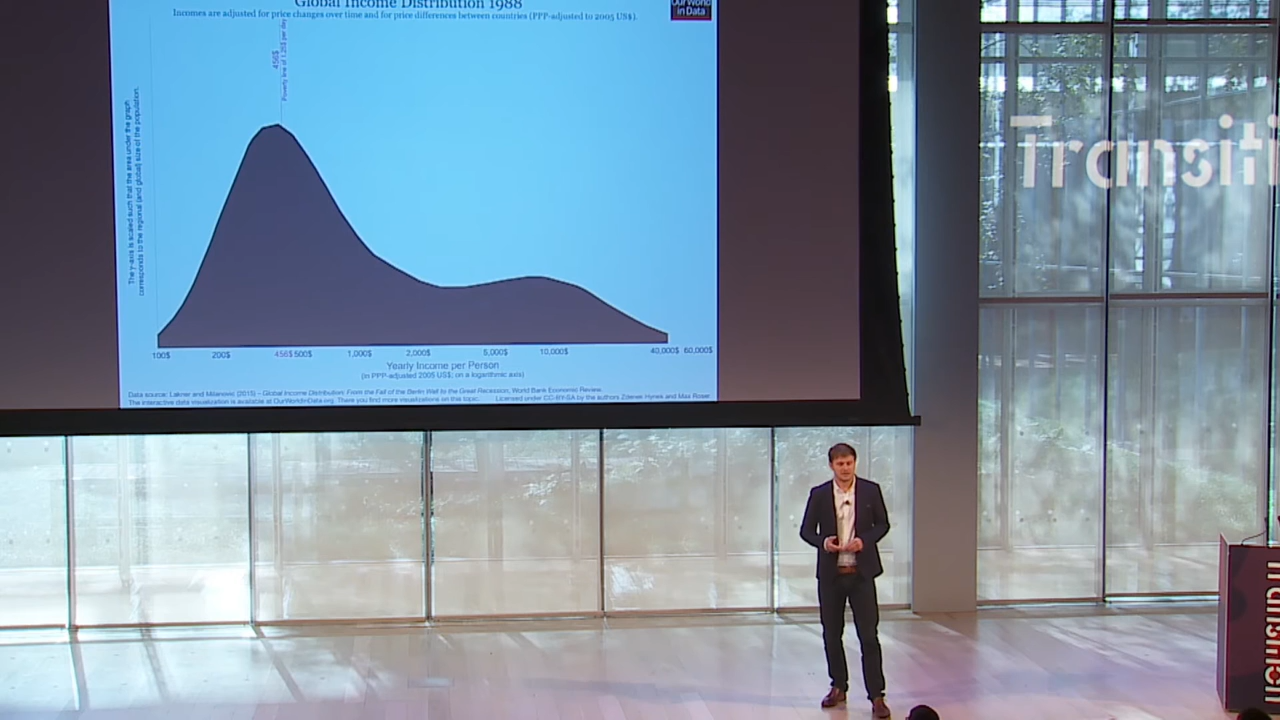 Global Income Distribution 1988
Incomes are adjusted for price changes over time and for price differences between countries (PPP-adjusted to 2005 US$).
Our World
in Data
456$
Poverty line of 1.25$ per day
The y-axis is scaled such that the area under the graph
corresponds to the regional (and global) size of the population.
100$ 200$ 456$ 500$ 1,000$ 2,000$ 5,000$ 10,000$ 40,000$ 60,000$
Yearly Income per Person
(in PPP-adjusted 2005 US$; on a logarithmic axis)
Data source: Lakner and Milanovic (2015) – Global Income Distribution: From the Fall of the Berlin Wall to the Great Recession, World Bank Economic Review.
The interactive data visualization is available at OurWorldinData.org. There you find more visualizations on this topic. Licensed under CC-BY-SA by the authors Zdenek Hynek and Max Roser
Transiti
Transition